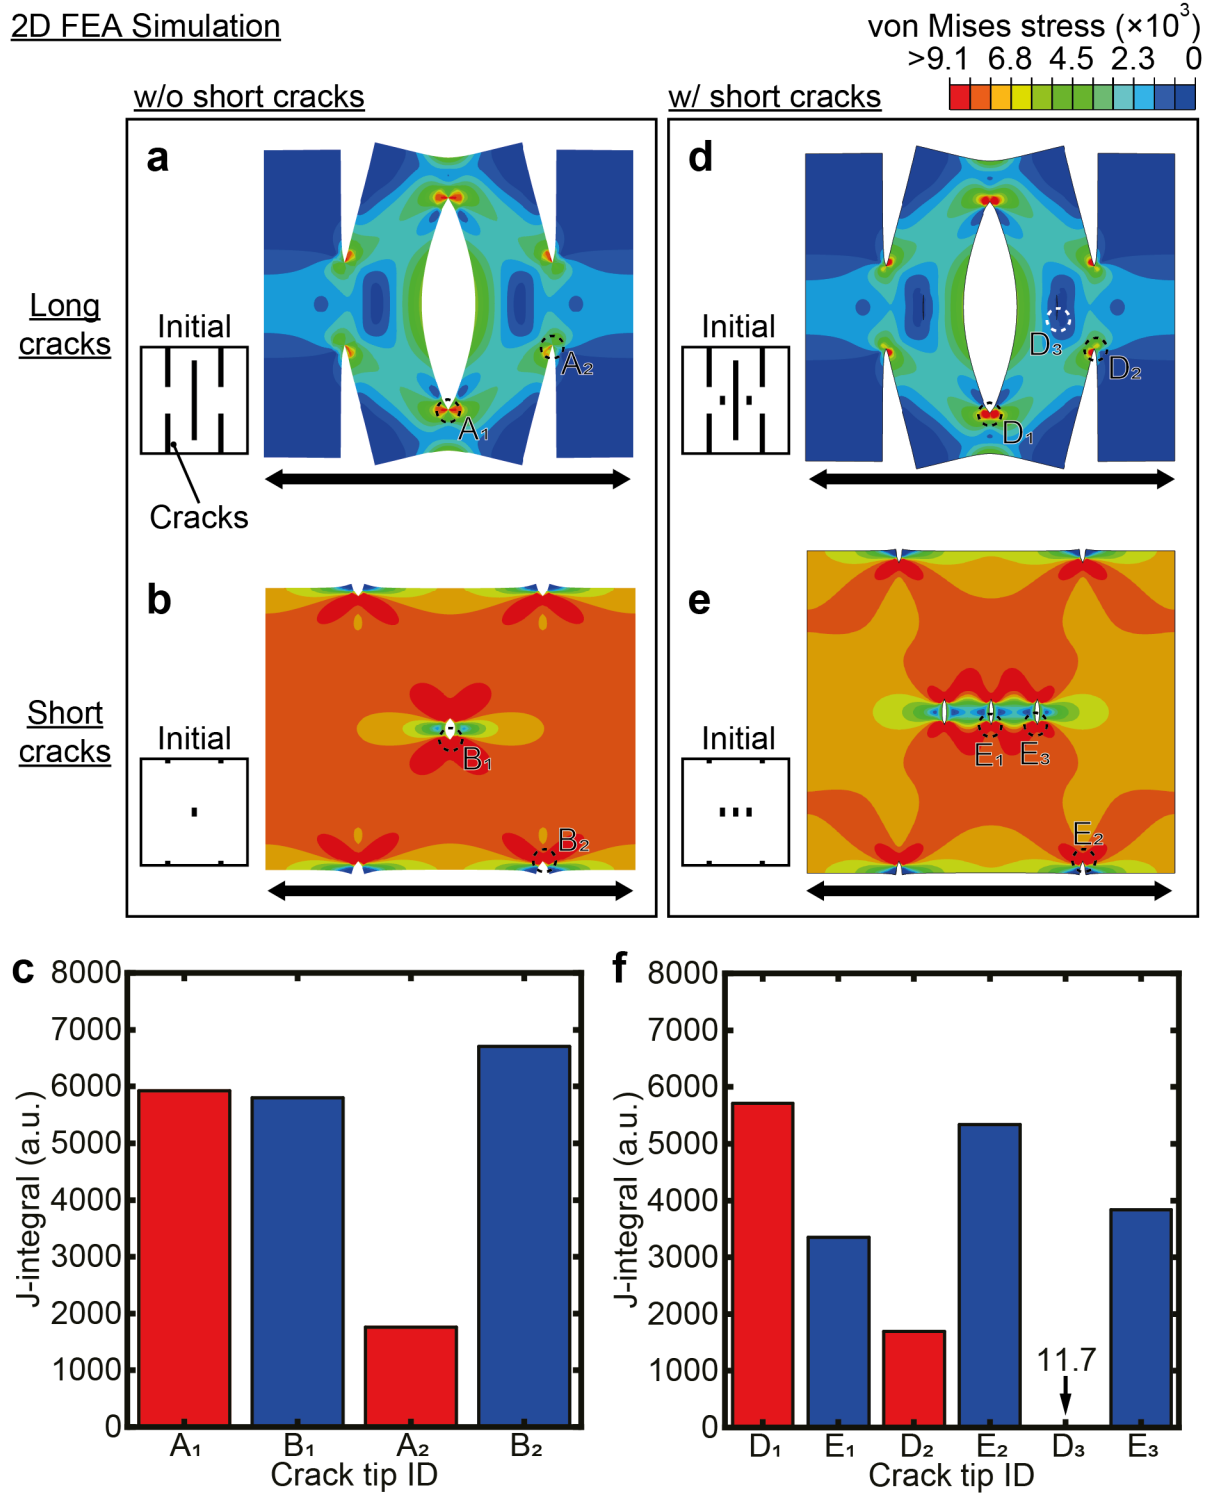 2D FEA Simulation
von Mises stress (×10³)
>9.1 6.8 4.5 2.3 0
w/o short cracks
w/ short cracks
a
d
Long
cracks
Initial
A₂
A₁
Cracks
Initial
D₃
D₂
D₁
b
e
Short
cracks
Initial
B₁
B₂
Initial
E₁ E₃
E₂
c
8000
7000
6000
5000
4000
3000
2000
1000
0
J-integral (a.u.)
A₁ B₁ A₂ B₂
Crack tip ID
f
8000
7000
6000
5000
4000
3000
2000
1000
0
J-integral (a.u.)
11.7
D₁ E₁ D₂ E₂ D₃ E₃
Crack tip ID